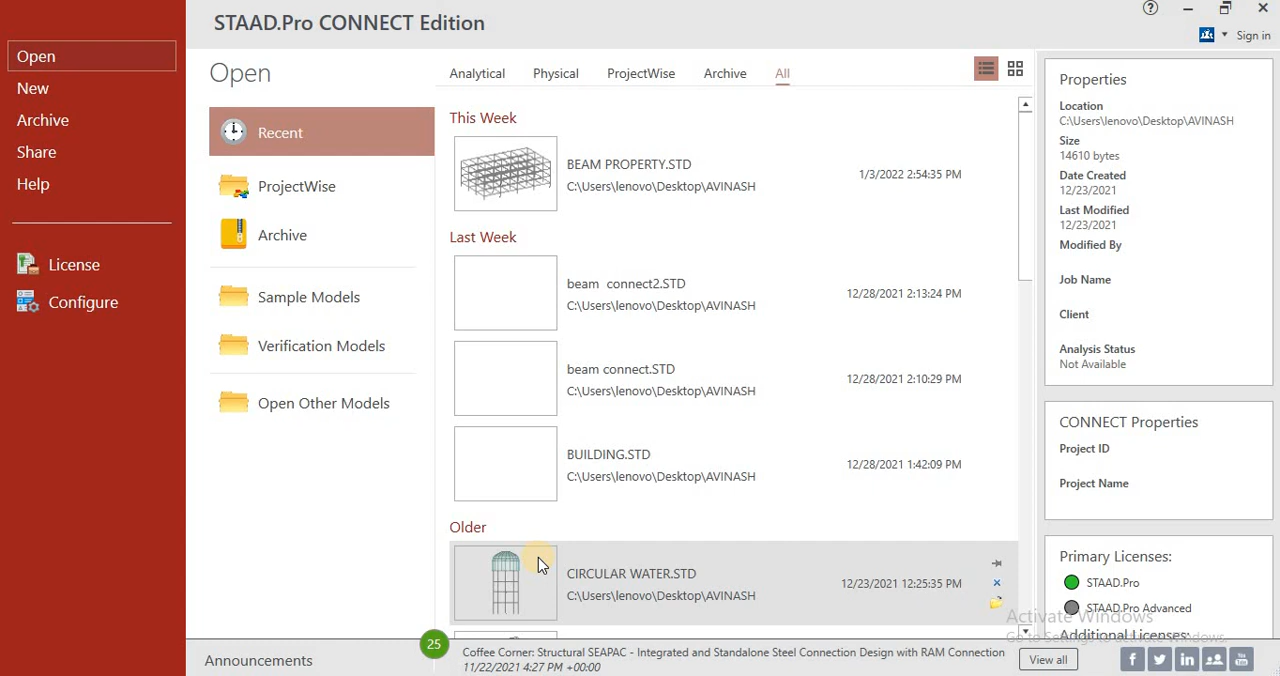 STAAD.Pro CONNECT Edition
Sign in
Open
New
Archive
Share
Help
License
Configure
Open
Recent
ProjectWise
Archive
Sample Models
Verification Models
Open Other Models
Analytical Physical ProjectWise Archive All
This Week
BEAM PROPERTY.STD
C:\Users\lenovo\Desktop\AVINASH
1/3/2022 2:54:35 PM
Last Week
beam connect2.STD
C:\Users\lenovo\Desktop\AVINASH
12/28/2021 2:13:24 PM
beam connect.STD
C:\Users\lenovo\Desktop\AVINASH
12/28/2021 2:10:29 PM
BUILDING.STD
C:\Users\lenovo\Desktop\AVINASH
12/28/2021 1:42:09 PM
Older
CIRCULAR WATER.STD
C:\Users\lenovo\Desktop\AVINASH
12/23/2021 12:25:35 PM
Properties
Location
C:\Users\lenovo\Desktop\AVINASH
Size
14610 bytes
Date Created
12/23/2021
Last Modified
12/23/2021
Modified By
Job Name
Client
Analysis Status
Not Available
CONNECT Properties
Project ID
Project Name
Primary Licenses:
STAAD.Pro
STAAD.Pro Advanced
Additional Licenses:
Activate Windows
Go to Settings to activate Windows.
Announcements
25
Coffee Corner: Structural SEAPAC - Integrated and Standalone Steel Connection Design with RAM Connection
11/22/2021 4:27 PM +00:00
View all